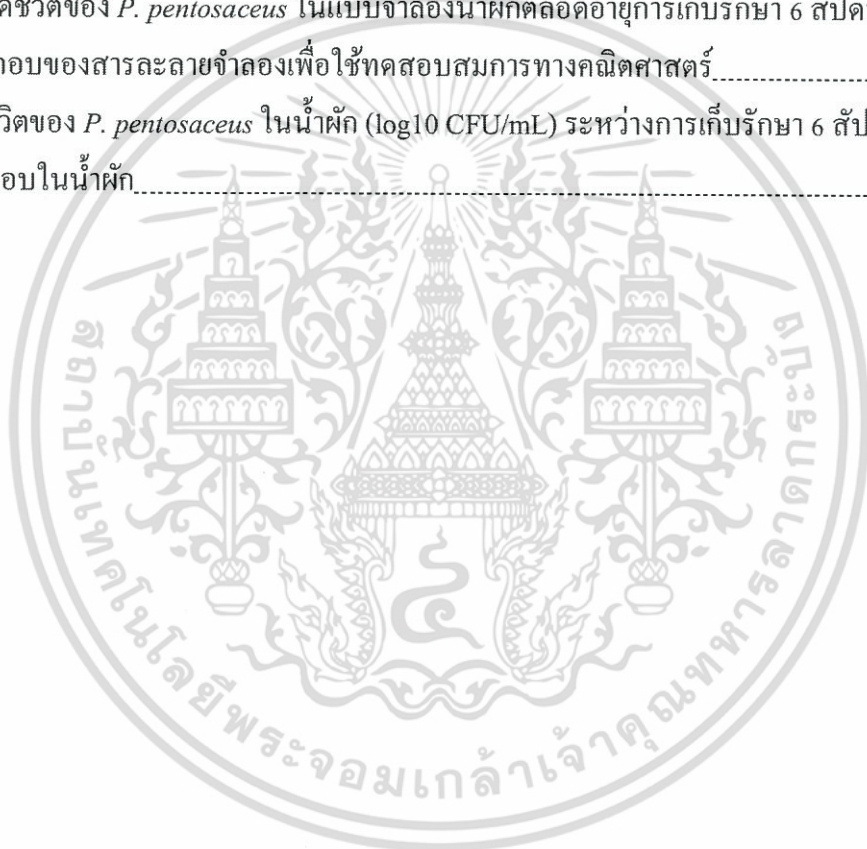 ดชีวิตของ P. pentosaceus ในแบบจำลองน้ำผักตลอดอายุการเก็บรักษา 6 สัปด
กอบของสารละลายจำลองเพื่อใช้ทดสอบสมการทางคณิตศาสตร์
วิตของ P. pentosaceus ในน้ำผัก (log10 CFU/mL) ระหว่างการเก็บรักษา 6 สัป
อบในน้ำผัก
สถาบันเทคโนโลยีพระจอมเกล้าเจ้าคุณทหารลาดกระบัง